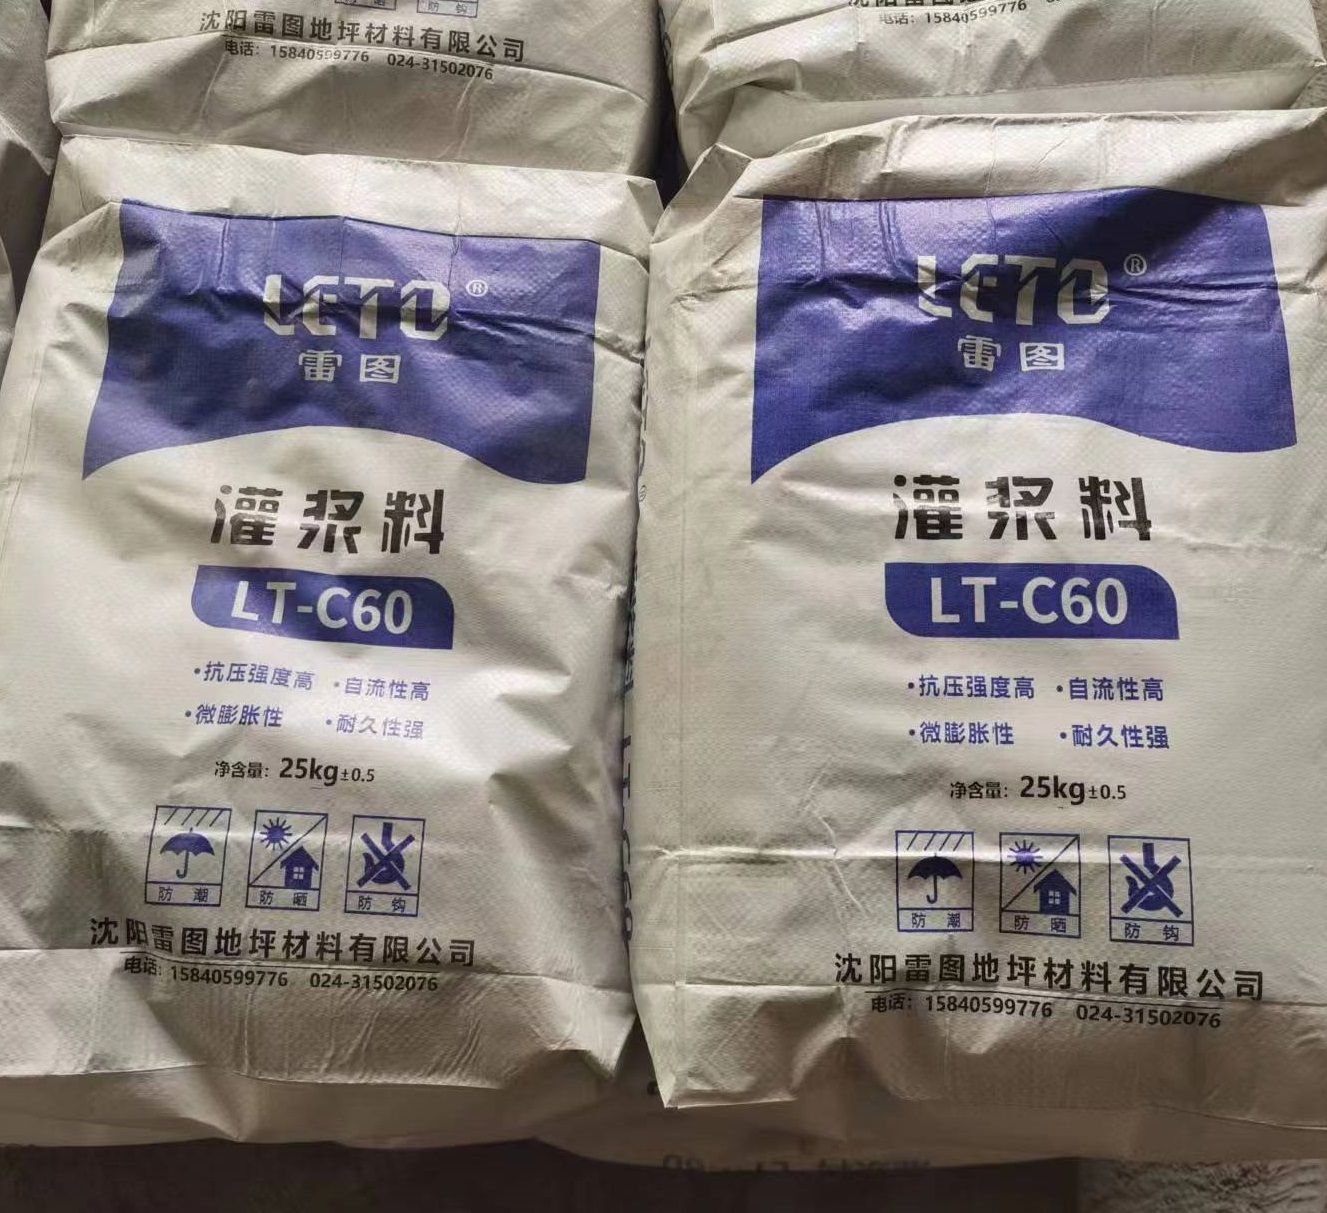 沈阳雷图地坪材料有限公司
电话：15840599776 024-31502076
电话：15840599776
LETO®
雷图
灌浆料
LT-C60
·抗压强度高 ·自流性高
·微膨胀性 ·耐久性强
净含量：25kg±0.5
防潮 防晒 防钩
沈阳雷图地坪材料有限公司
电话：15840599776 024-31502076
LETO®
雷图
灌浆料
LT-C60
·抗压强度高 ·自流性高
·微膨胀性 ·耐久性强
净含量：25kg±0.5
防潮 防晒 防钩
沈阳雷图地坪材料有限公司
电话：15840599776 024-31502076